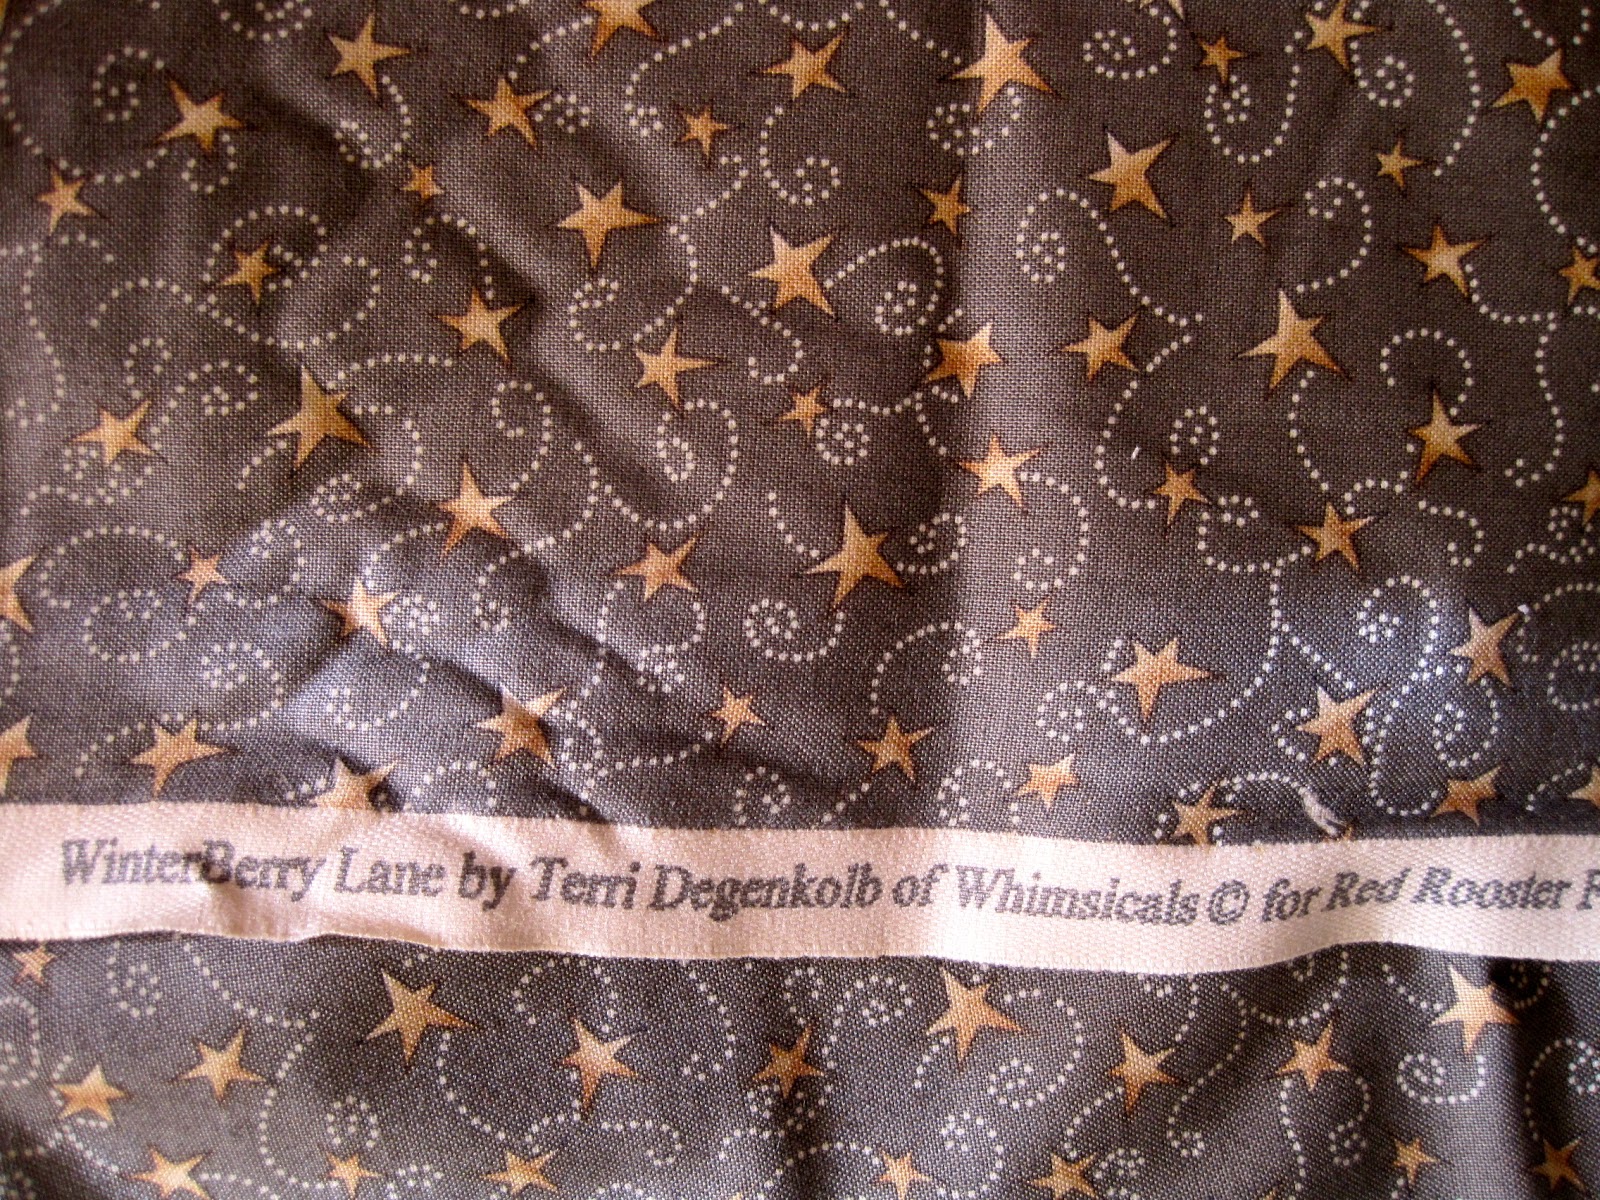 WinterBerry Lane by Terri Degenkolb of Whimsicals © for Red Rooster